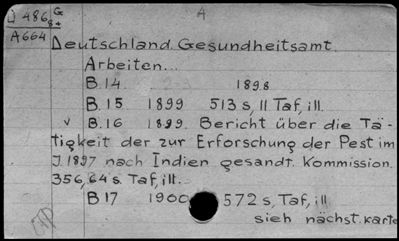 J 486 8+ G
A
A664
Deutschland. Gesundheitsamt.
Arbeiten...
B.14. 1898
B.15 1899 513 s, II Taf, ill.
v B.16 1899. Bericht über die Tä-
tigkeit der zur Erforschung der Pest im
J. 1897 nach Indien gesandt. Kommission.
356, 64 s. Taf, ill.
B 17 1900 572 s, Taf, ill
sieh nächst. Karte